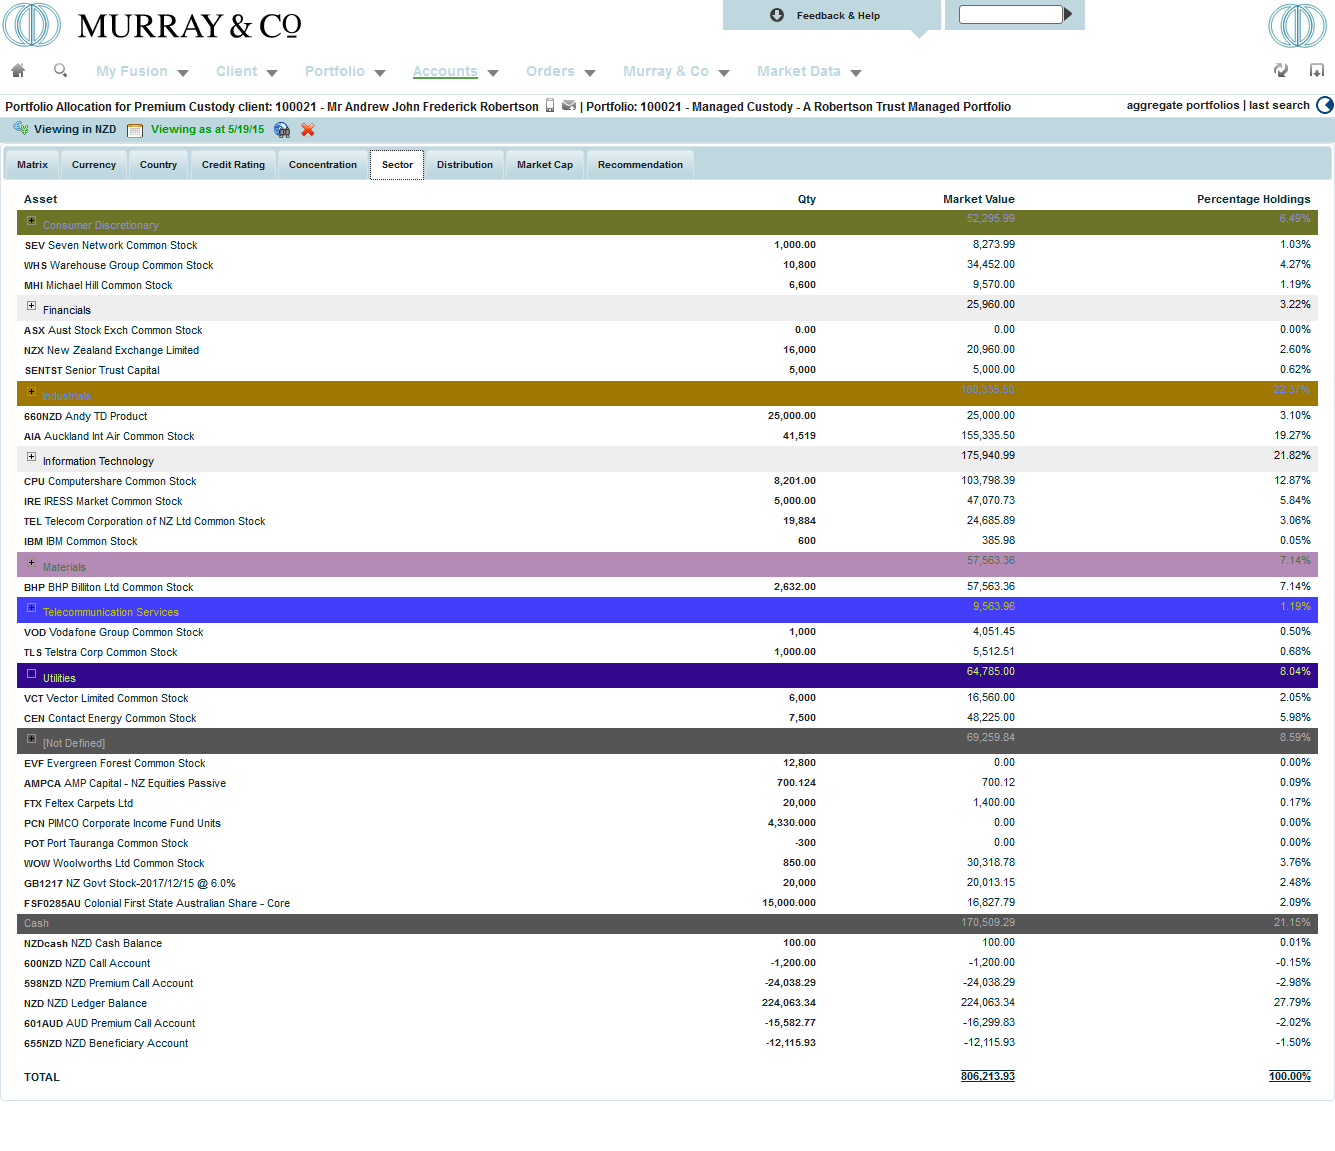 MURRAY & CO
Feedback & Help
My Fusion Client Portfolio Accounts Orders Murray & Co Market Data
Portfolio Allocation for Premium Custody client: 100021 - Mr Andrew John Frederick Robertson | Portfolio: 100021 - Managed Custody - A Robertson Trust Managed Portfolio aggregate portfolios | last search
Viewing in NZD Viewing as at 5/19/15
Matrix Currency Country Credit Rating Concentration Sector Distribution Market Cap Recommendation
Asset Qty Market Value Percentage Holdings
Consumer Discretionary 52,295.99 6.49%
SEV Seven Network Common Stock 1,000.00 8,273.99 1.03%
WHS Warehouse Group Common Stock 10,800 34,452.00 4.27%
MHI Michael Hill Common Stock 6,600 9,570.00 1.19%
Financials 25,960.00 3.22%
ASX Aust Stock Exch Common Stock 0.00 0.00 0.00%
NZX New Zealand Exchange Limited 16,000 20,960.00 2.60%
SENTST Senior Trust Capital 5,000 5,000.00 0.62%
Industrials 180,335.50 22.37%
660NZD Andy TD Product 25,000.00 25,000.00 3.10%
AIA Auckland Int Air Common Stock 41,519 155,335.50 19.27%
Information Technology 175,940.99 21.82%
CPU Computershare Common Stock 8,201.00 103,798.39 12.87%
IRE IRESS Market Common Stock 5,000.00 47,070.73 5.84%
TEL Telecom Corporation of NZ Ltd Common Stock 19,884 24,685.89 3.06%
IBM IBM Common Stock 600 385.98 0.05%
Materials 57,563.36 7.14%
BHP BHP Billiton Ltd Common Stock 2,632.00 57,563.36 7.14%
Telecommunication Services 9,563.96 1.19%
VOD Vodafone Group Common Stock 1,000 4,051.45 0.50%
TLS Telstra Corp Common Stock 1,000.00 5,512.51 0.68%
Utilities 64,785.00 8.04%
VCT Vector Limited Common Stock 6,000 16,560.00 2.05%
CEN Contact Energy Common Stock 7,500 48,225.00 5.98%
[Not Defined] 69,259.84 8.59%
EVF Evergreen Forest Common Stock 12,800 0.00 0.00%
AMPCA AMP Capital - NZ Equities Passive 700.124 700.12 0.09%
FTX Feltex Carpets Ltd 20,000 1,400.00 0.17%
PCN PIMCO Corporate Income Fund Units 4,330.000 0.00 0.00%
POT Port Tauranga Common Stock -300 0.00 0.00%
WOW Woolworths Ltd Common Stock 850.00 30,318.78 3.76%
GB1217 NZ Govt Stock-2017/12/15 @ 6.0% 20,000 20,013.15 2.48%
FSF0285AU Colonial First State Australian Share - Core 15,000.000 16,827.79 2.09%
Cash 170,509.29 21.15%
NZDcash NZD Cash Balance 100.00 100.00 0.01%
600NZD NZD Call Account -1,200.00 -1,200.00 -0.15%
598NZD NZD Premium Call Account -24,038.29 -24,038.29 -2.98%
NZD NZD Ledger Balance 224,063.34 224,063.34 27.79%
601AUD AUD Premium Call Account -15,582.77 -16,299.83 -2.02%
655NZD NZD Beneficiary Account -12,115.93 -12,115.93 -1.50%
TOTAL 806,213.93 100.00%